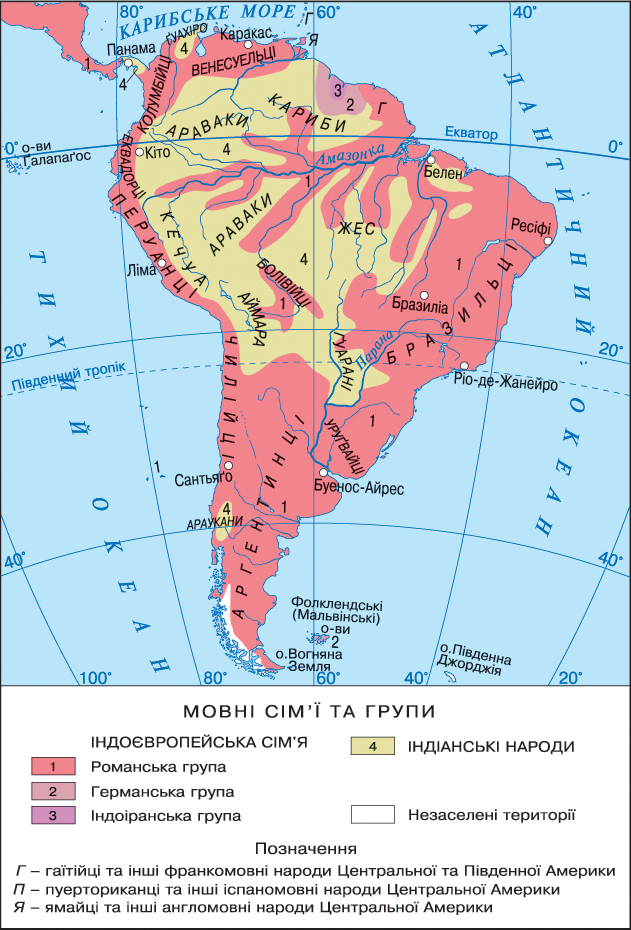 80°
60°
40°
КАРИБСЬКЕ МОРЕ
Г
Я
ГУАХІРО
4
Каракас
Панама
1
4
ВЕНЕСУЕЛЬЦІ
КОЛУМБІЙЦІ
3
2
Г
КАРИБИ
АРАВАКИ
4
АТЛАНТИЧНИЙ ОКЕАН
Екватор
0°
0°
о-ви
Галапаґос
Кіто
ЕКВАДОРЦІ
Амазонка
1
Белен
ПЕРУАНЦІ
КЕЧУА
АРАВАКИ
ЖЕС
4
Ресіфі
1
Ліма
БОЛІВІЙЦІ
1
АЙМАРА
Бразиліа
БРАЗИЛЬЦІ
ГУАРАНІ
Парана
ТИХИЙ ОКЕАН
20°
20°
Південний тропік
Ріо-де-Жанейро
ЧИЛІЙЦІ
1
УРУГВАЙЦІ
1
Сантьяґо
Буенос-Айрес
АРГЕНТИНЦІ
4
АРАУКАНИ
1
40°
40°
Фолклендські
(Мальвінські)
о-ви
2
о.Вогняна
Земля
о.Південна
Джорджія
100°
80°
60°
40°
20°
МОВНІ СІМ’Ї ТА ГРУПИ
ІНДОЄВРОПЕЙСЬКА СІМ’Я
1 Романська група
2 Германська група
3 Індоіранська група
4 ІНДІАНСЬКІ НАРОДИ
Незаселені території
Позначення
Г – гаїтійці та інші франкомовні народи Центральної та Південної Америки
П – пуерториканці та інші іспаномовні народи Центральної Америки
Я – ямайці та інші англомовні народи Центральної Америки